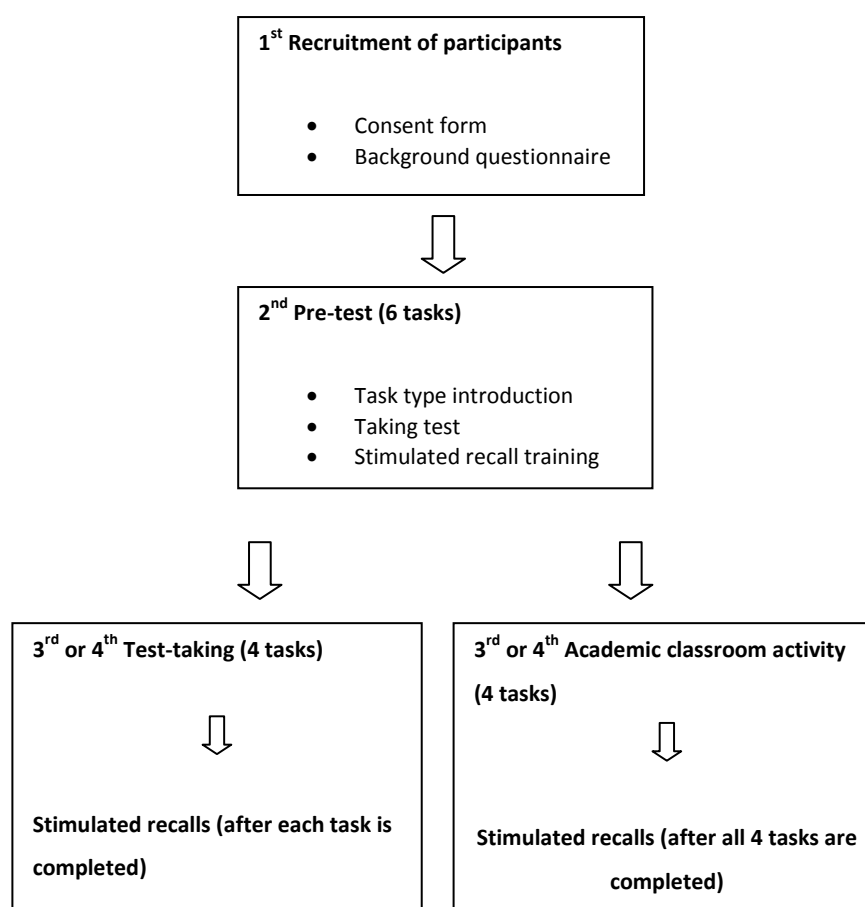 1st Recruitment of participants
• Consent form
• Background questionnaire
2nd Pre-test (6 tasks)
• Task type introduction
• Taking test
• Stimulated recall training
3rd or 4th Test-taking (4 tasks)
Stimulated recalls (after each task is
completed)
3rd or 4th Academic classroom activity
(4 tasks)
Stimulated recalls (after all 4 tasks are
completed)